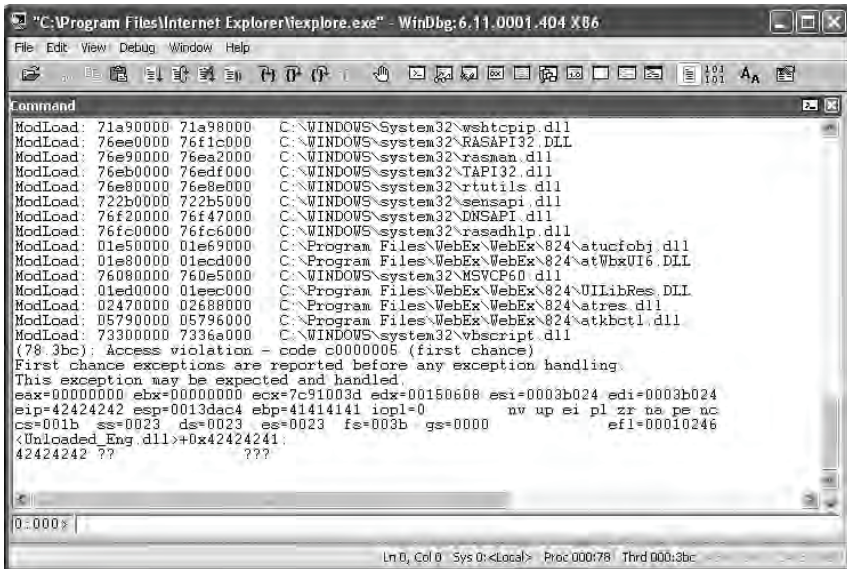 "C:\Program Files\Internet Explorer\iexplore.exe" - WinDbg:6.11.0001.404 X86
File Edit View Debug Window Help
Command
ModLoad: 71a90000 71a98000 C:\WINDOWS\System32\wshtcpip.dll
ModLoad: 76ee0000 76f1c000 C:\WINDOWS\system32\RASAPI32.DLL
ModLoad: 76e90000 76ea2000 C:\WINDOWS\system32\rasman.dll
ModLoad: 76eb0000 76edf000 C:\WINDOWS\system32\TAPI32.dll
ModLoad: 76e80000 76e8e000 C:\WINDOWS\system32\rtutils.dll
ModLoad: 722b0000 722b5000 C:\WINDOWS\system32\sensapi.dll
ModLoad: 76f20000 76f47000 C:\WINDOWS\system32\DNSAPI.dll
ModLoad: 76fc0000 76fc6000 C:\WINDOWS\system32\rasadhlp.dll
ModLoad: 01e50000 01e69000 C:\Program Files\WebEx\WebEx\824\atucfobj.dll
ModLoad: 01e80000 01ecd000 C:\Program Files\WebEx\WebEx\824\atWbxUI6.DLL
ModLoad: 76080000 760e5000 C:\WINDOWS\system32\MSVCP60.dll
ModLoad: 01ed0000 01eec000 C:\Program Files\WebEx\WebEx\824\UILibRes.DLL
ModLoad: 02470000 02688000 C:\Program Files\WebEx\WebEx\824\atres.dll
ModLoad: 05790000 05796000 C:\Program Files\WebEx\WebEx\824\atkbctl.dll
ModLoad: 73300000 7336a000 C:\WINDOWS\system32\vbscript.dll
(78.3bc): Access violation - code c0000005 (first chance)
First chance exceptions are reported before any exception handling.
This exception may be expected and handled.
eax=00000000 ebx=00000000 ecx=7c91003d edx=00150608 esi=0003b024 edi=0003b024
eip=42424242 esp=0013dac4 ebp=41414141 iopl=0 nv up ei pl zr na pe nc
cs=001b ss=0023 ds=0023 es=0023 fs=003b gs=0000 efl=00010246
<Unloaded_Eng.dll>+0x42424241:
42424242 ?? ???
0:000>
Ln 0, Col 0 Sys 0:<Local> Proc 000:78 Thrd 000:3bc